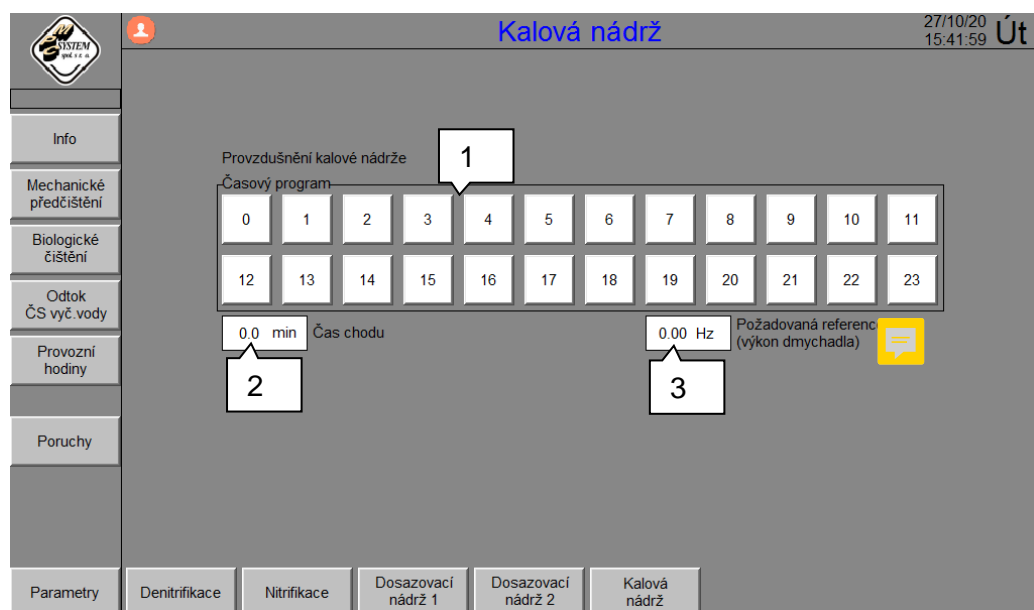 SYSTEM
spol. s r. o.
Kalová nádrž
27/10/20
15:41:59
Út
Info
Mechanické
předčištění
Biologické
čištění
Odtok
ČS vyč.vody
Provozní
hodiny
Poruchy
Parametry
Provzdušnění kalové nádrže
1
Časový program
0 1 2 3 4 5 6 7 8 9 10 11
12 13 14 15 16 17 18 19 20 21 22 23
0.0 min Čas chodu
0.00 Hz
Požadovaná referenc
(výkon dmychadla)
2
3
Denitrifikace
Nitrifikace
Dosazovací
nádrž 1
Dosazovací
nádrž 2
Kalová
nádrž